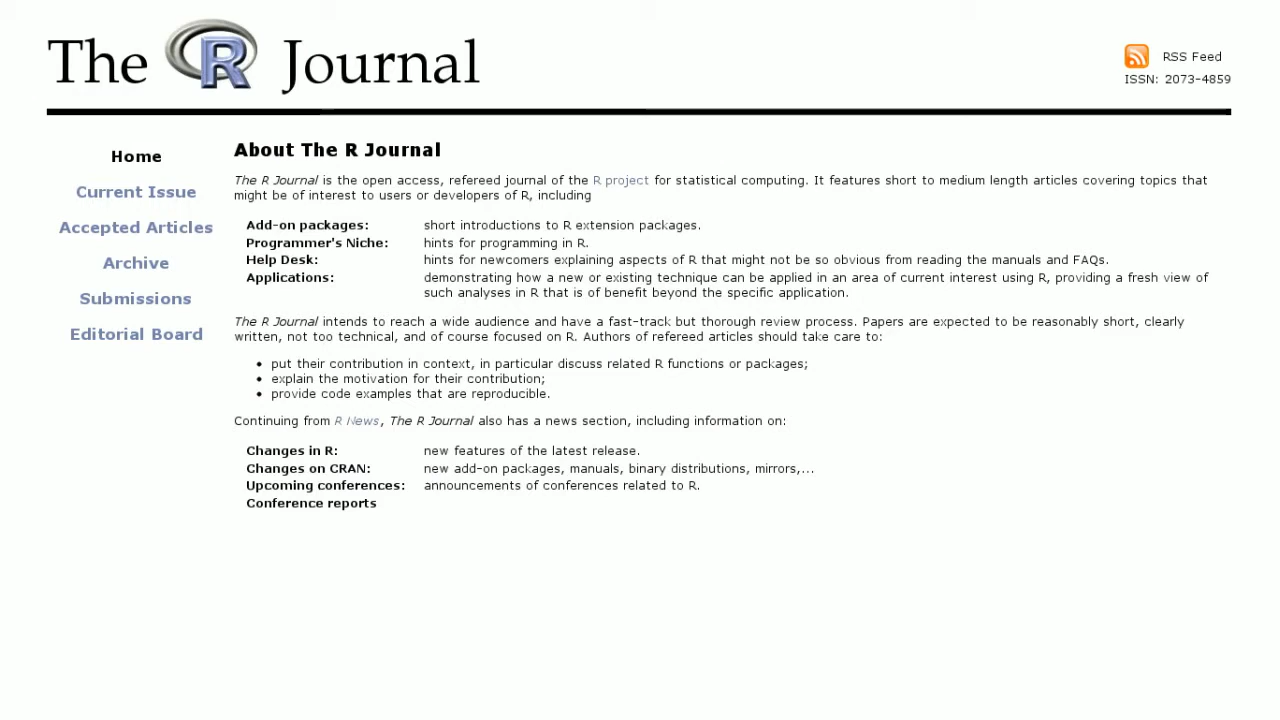 The R Journal
RSS Feed
ISSN: 2073-4859
Home
Current Issue
Accepted Articles
Archive
Submissions
Editorial Board
About The R Journal
The R Journal is the open access, refereed journal of the R project for statistical computing. It features short to medium length articles covering topics that
might be of interest to users or developers of R, including
Add-on packages: short introductions to R extension packages.
Programmer's Niche: hints for programming in R.
Help Desk: hints for newcomers explaining aspects of R that might not be so obvious from reading the manuals and FAQs.
Applications: demonstrating how a new or existing technique can be applied in an area of current interest using R, providing a fresh view of
such analyses in R that is of benefit beyond the specific application.
The R Journal intends to reach a wide audience and have a fast-track but thorough review process. Papers are expected to be reasonably short, clearly
written, not too technical, and of course focused on R. Authors of refereed articles should take care to:
• put their contribution in context, in particular discuss related R functions or packages;
• explain the motivation for their contribution;
• provide code examples that are reproducible.
Continuing from R News, The R Journal also has a news section, including information on:
Changes in R: new features of the latest release.
Changes on CRAN: new add-on packages, manuals, binary distributions, mirrors,...
Upcoming conferences: announcements of conferences related to R.
Conference reports